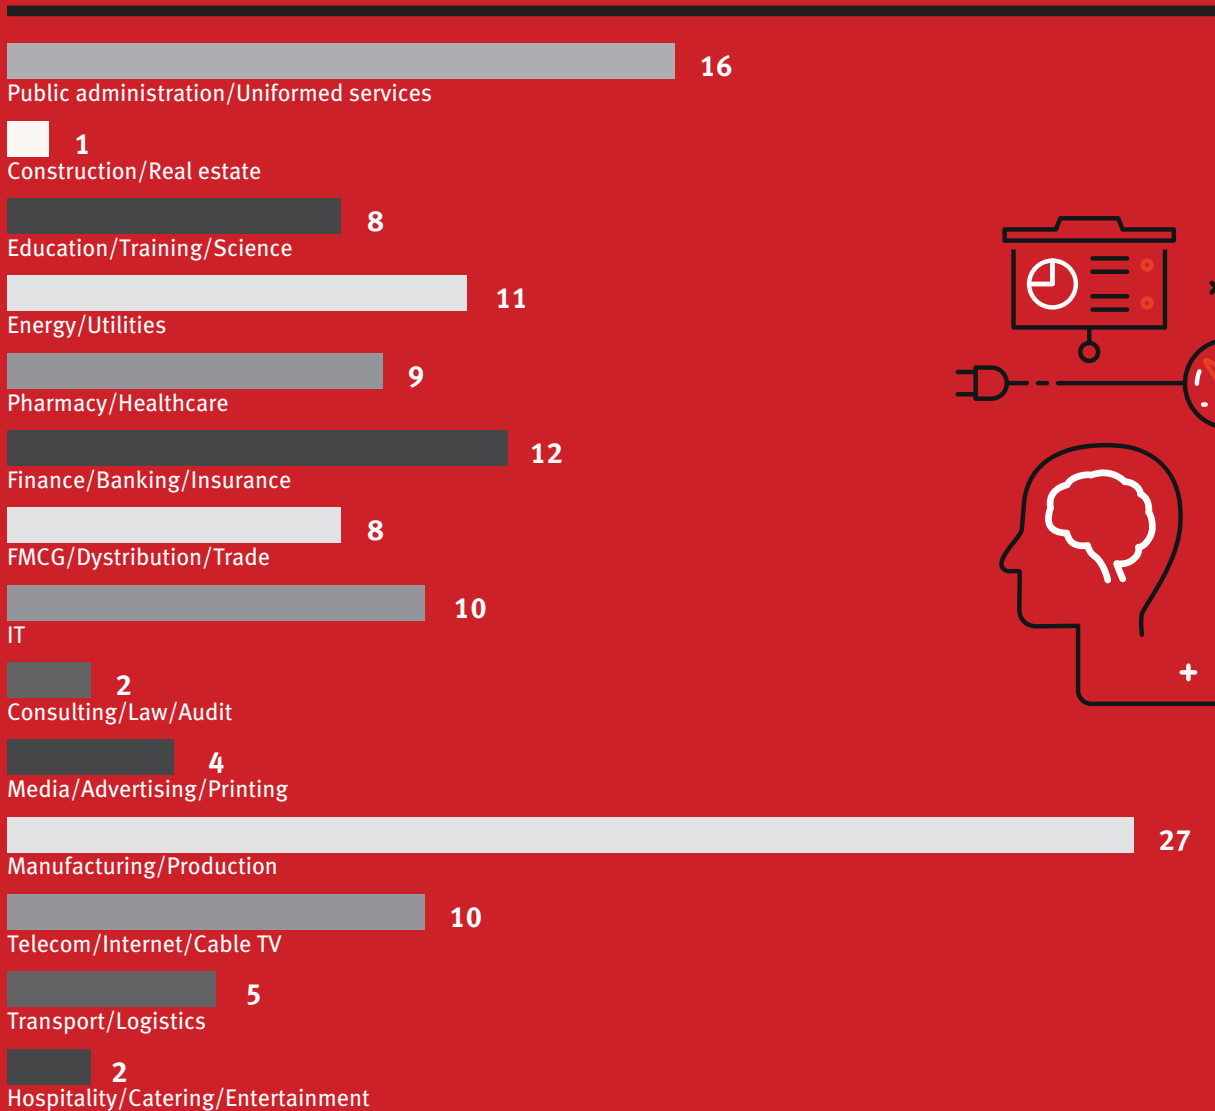 16
Public administration/Uniformed services
1
Construction/Real estate
8
Education/Training/Science
11
Energy/Utilities
9
Pharmacy/Healthcare
12
Finance/Banking/Insurance
8
FMCG/Dystribution/Trade
10
IT
2
Consulting/Law/Audit
4
Media/Advertising/Printing
27
Manufacturing/Production
10
Telecom/Internet/Cable TV
5
Transport/Logistics
2
Hospitality/Catering/Entertainment